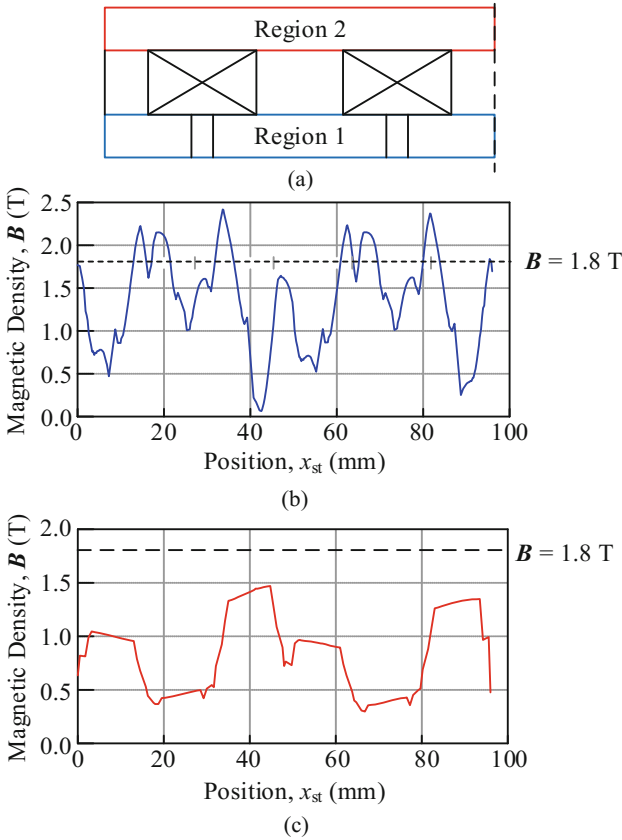 Region 2
Region 1
(a)
Magnetic Density, B (T)
2.5
2.0
1.5
1.0
0.5
0.0
B = 1.8 T
0 20 40 60 80 100
Position, xst (mm)
(b)
Magnetic Density, B (T)
2.0
1.5
1.0
0.5
0.0
B = 1.8 T
0 20 40 60 80 100
Position, xst (mm)
(c)